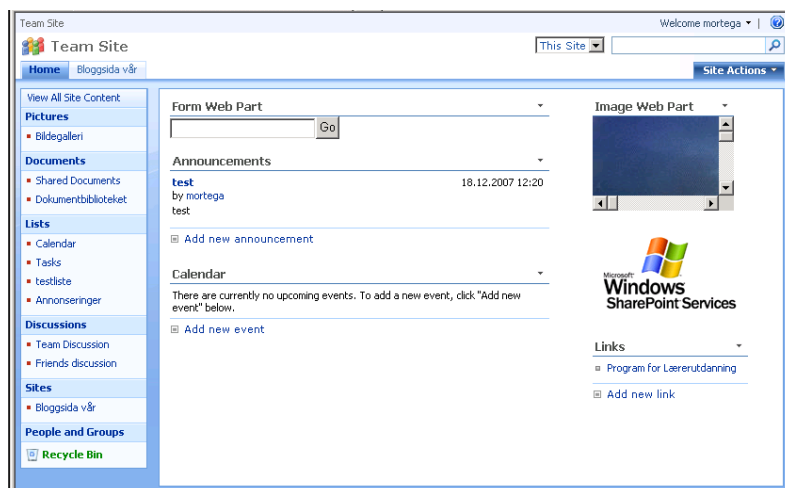 Team Site
Welcome mortega
Team Site
This Site
Home
Bloggsida vår
Site Actions
View All Site Content
Pictures
Bildegalleri
Documents
Shared Documents
Dokumentbiblioteket
Lists
Calendar
Tasks
testliste
Annonseringer
Discussions
Team Discussion
Friends discussion
Sites
Bloggsida vår
People and Groups
Recycle Bin
Form Web Part
Go
Announcements
test 18.12.2007 12:20
by mortega
test
Add new announcement
Calendar
There are currently no upcoming events. To add a new event, click "Add new
event" below.
Add new event
Image Web Part
Microsoft
Windows
SharePoint Services
Links
Program for Lærerutdanning
Add new link